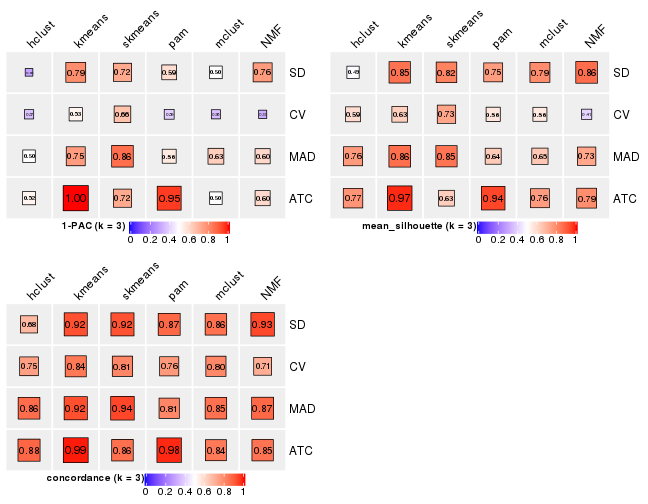 hclust kmeans skmeans pam mclust NMF
0.79 0.72 0.59 0.50 0.76 SD
0.53 0.66 CV
0.50 0.75 0.86 0.56 0.63 0.60 MAD
0.52 1.00 0.72 0.95 0.50 0.60 ATC
1-PAC (k = 3)
0 0.2 0.4 0.6 0.8 1
hclust kmeans skmeans pam mclust NMF
0.49 0.85 0.82 0.75 0.79 0.86 SD
0.59 0.63 0.73 0.56 0.56 CV
0.76 0.86 0.85 0.64 0.65 0.73 MAD
0.77 0.97 0.63 0.94 0.76 0.79 ATC
mean_silhouette (k = 3)
0 0.2 0.4 0.6 0.8 1
hclust kmeans skmeans pam mclust NMF
0.68 0.92 0.92 0.87 0.86 0.93 SD
0.75 0.84 0.81 0.76 0.80 0.71 CV
0.86 0.92 0.94 0.81 0.85 0.87 MAD
0.88 0.99 0.86 0.98 0.84 0.85 ATC
concordance (k = 3)
0 0.2 0.4 0.6 0.8 1